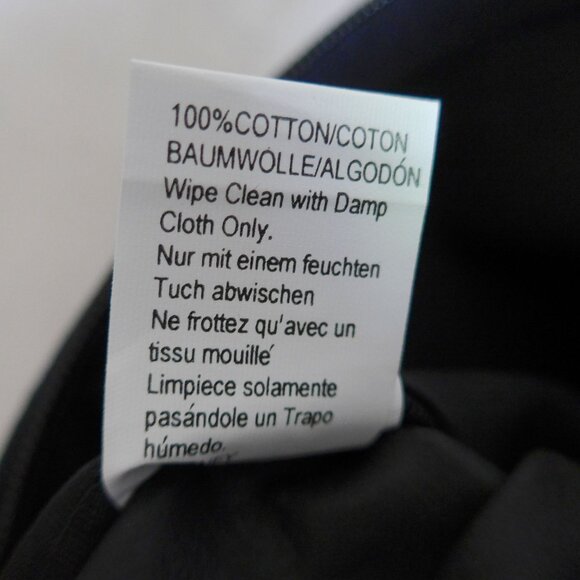 100%COTTON/COTON
BAUMWOLLE/ALGODÓN
Wipe Clean with Damp
Cloth Only.
Nur mit einem feuchten
Tuch abwischen
Ne frottez qu'avec un
tissu mouille´
Limpiece solamente
pasándole un Trapo
húmedo.